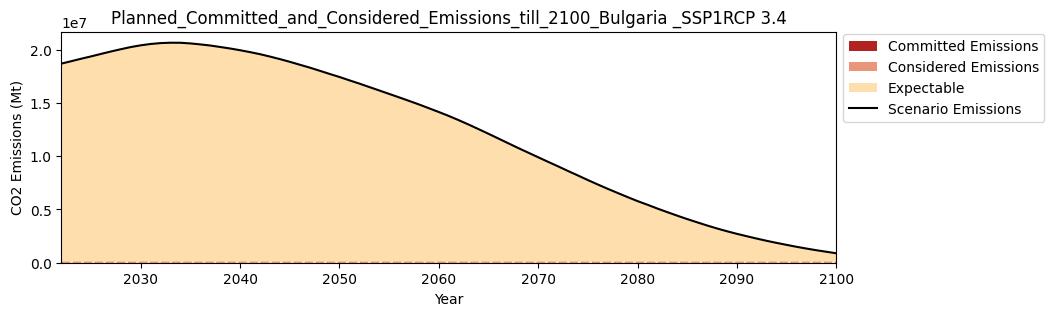 Planned_Committed_and_Considered_Emissions_till_2100_Bulgaria _SSP1RCP 3.4
1e7
CO2 Emissions (Mt)
2.0
1.5
1.0
0.5
0.0
2030 2040 2050 2060 2070 2080 2090 2100
Year
Committed Emissions
Considered Emissions
Expectable
Scenario Emissions